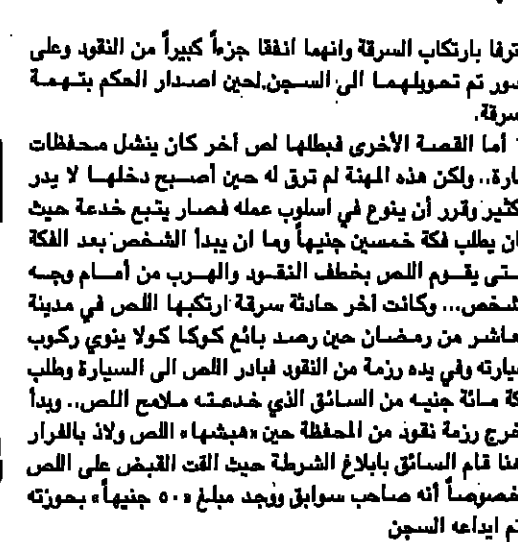 ترفا بارتكاب السرقة وانهما انفقا جزءاً كبيراً من النقود وعلى
ور تم تحويلهما الى السجن لحين اصدار الحكم بتهمة
سرقة.
أما القصة الأخرى فبطلها لص أخر كان ينشل محفظات
ارة.. ولكن هذه المهنة لم ترق له حين أصبح دخلها لا يدر
كثير وقرر أن ينوع في اسلوب عمله فصار يتبع خدعة حيث
ان يطلب فكة خمسين جنيهاً وما ان يبدأ الشخص بعد الفكة
تى يقوم اللص بخطف النقود والهرب من أمام وجه
شخص... وكانت أخر حادثة سرقة ارتكبها اللص في مدينة
عاشر من رمضان حين رصد بائع كوكا كولا ينوي ركوب
يارته وفي يده رزمة من النقود فبادر اللص الى السيارة وطلب
كة مائة جنيه من السائق الذي خدعته ملامح اللص.. وبدأ
خرج رزمة نقود من المحفظة حين «هبشها» اللص ولاذ بالفرار
هنا قام السائق بابلاغ الشرطة حيث القت القبض على اللص
خصوصاً أنه صاحب سوابق ووجد مبلغ «٥٠ جنيهاً» بحوزته
تم ايداعه السجن